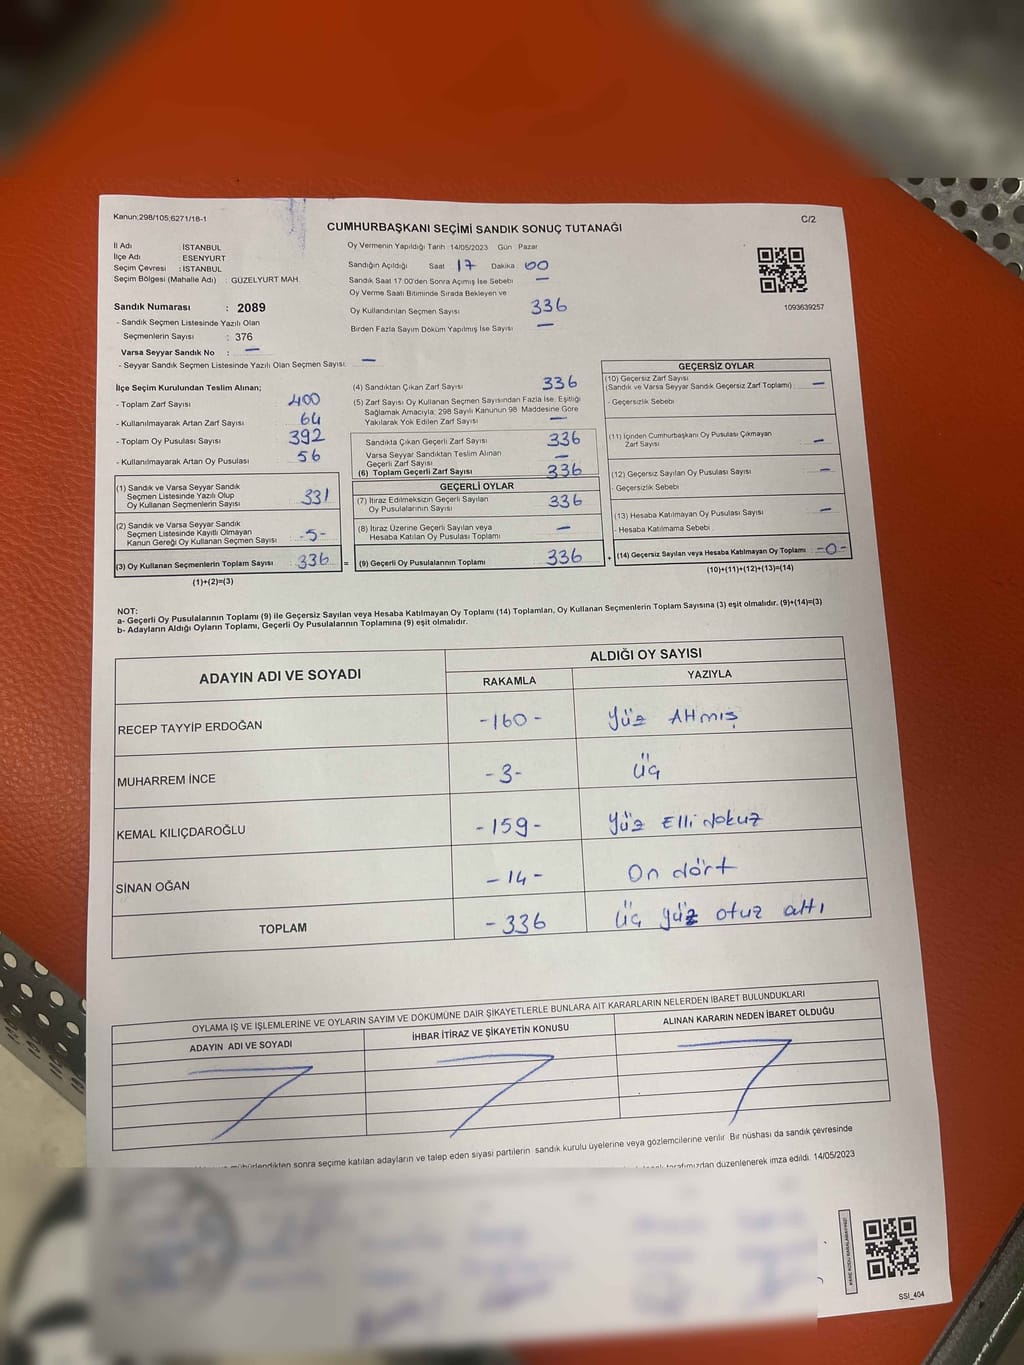 Kanun;298/105;6271/18-1
C/2
CUMHURBAŞKANI SEÇİMİ SANDIK SONUÇ TUTANAĞI
İl Adı : İSTANBUL
İlçe Adı : ESENYURT
Seçim Çevresi : İSTANBUL
Seçim Bölgesi (Mahalle Adı) : GÜZELYURT MAH.
Oy Vermenin Yapıldığı Tarih : 14/05/2023 Gün : Pazar
Sandığın Açıldığı Saat 17 Dakika 00
Sandık Saat 17:00'den Sonra Açımış İse Sebebi —
Oy Verme Saati Bitiminde Sırada Bekleyen ve
Oy Kullandırılan Seçmen Sayısı 336
Birden Fazla Sayım Döküm Yapılmış İse Sayısı —
1093639257
Sandık Numarası : 2089
- Sandık Seçmen Listesinde Yazılı Olan
Seçmenlerin Sayısı : 376
Varsa Seyyar Sandık No : —
- Seyyar Sandık Seçmen Listesinde Yazılı Olan Seçmen Sayısı: —
İlçe Seçim Kurulundan Teslim Alınan;
- Toplam Zarf Sayısı 400
- Kullanılmayarak Artan Zarf Sayısı 64
- Toplam Oy Pusulası Sayısı 392
- Kullanılmayarak Artan Oy Pusulası 56
(1) Sandık ve Varsa Seyyar Sandık
Seçmen Listesinde Yazılı Olup
Oy Kullanan Seçmenlerin Sayısı 331
(2) Sandık ve Varsa Seyyar Sandık
Seçmen Listesinde Kayıtlı Olmayan
Kanun Gereği Oy Kullanan Seçmen Sayısı -5-
(3) Oy Kullanan Seçmenlerin Toplam Sayısı 336 =
(1)+(2)=(3)
(4) Sandıktan Çıkan Zarf Sayısı 336
(5) Zarf Sayısı Oy Kullanan Seçmen Sayısından Fazla İse, Eşitliği
Sağlamak Amacıyla; 298 Sayılı Kanunun 98. Maddesine Göre
Yakılarak Yok Edilen Zarf Sayısı —
Sandıkta Çıkan Geçerli Zarf Sayısı 336
Varsa Seyyar Sandıktan Teslim Alınan
Geçerli Zarf Sayısı —
(6) Toplam Geçerli Zarf Sayısı 336
GEÇERLİ OYLAR
(7) İtiraz Edilmeksizin Geçerli Sayılan
Oy Pusulalarının Sayısı 336
(8) İtiraz Üzerine Geçerli Sayılan veya
Hesaba Katılan Oy Pusulası Toplamı —
(9) Geçerli Oy Pusulalarının Toplamı 336 +
GEÇERSİZ OYLAR
(10) Geçersiz Zarf Sayısı
(Sandık ve Varsa Seyyar Sandık Geçersiz Zarf Toplamı) : —
- Geçersizlik Sebebi
(11) İçinden Cumhurbaşkanı Oy Pusulası Çıkmayan
Zarf Sayısı —
(12) Geçersiz Sayılan Oy Pusulası Sayısı —
- Geçersizlik Sebebi
(13) Hesaba Katılmayan Oy Pusulası Sayısı —
- Hesaba Katılmama Sebebi
(14) Geçersiz Sayılan veya Hesaba Katılmayan Oy Toplamı -0-
(10)+(11)+(12)+(13)=(14)
NOT:
a- Geçerli Oy Pusulalarının Toplamı (9) ile Geçersiz Sayılan veya Hesaba Katılmayan Oy Toplamı (14) Toplamları, Oy Kullanan Seçmenlerin Toplam Sayısına (3) eşit olmalıdır. (9)+(14)=(3)
b- Adayların Aldığı Oyların Toplamı, Geçerli Oy Pusulalarının Toplamına (9) eşit olmalıdır.
ADAYIN ADI VE SOYADI
ALDIĞI OY SAYISI
RAKAMLA YAZIYLA
RECEP TAYYİP ERDOĞAN -160- Yüz Altmış
MUHARREM İNCE -3- üç
KEMAL KILIÇDAROĞLU -159- Yüz Elli dokuz
SİNAN OĞAN -14- On dört
TOPLAM -336 üç yüz otuz altı
OYLAMA İŞ VE İŞLEMLERİNE VE OYLARIN SAYIM VE DÖKÜMÜNE DAİR ŞİKAYETLERLE BUNLARA AİT KARARLARIN NELERDEN İBARET BULUNDUKLARI
ADAYIN ADI VE SOYADI İHBAR İTİRAZ VE ŞİKAYETİN KONUSU ALINAN KARARIN NEDEN İBARET OLDUĞU
sonra seçime katılan adayların ve talep eden siyasi partilerin sandık kurulu üyelerine veya gözlemcilerine verilir. Bir nüshası da sandık çevresinde
tarafımızdan düzenlenerek imza edildi. 14/05/2023
SSI_404